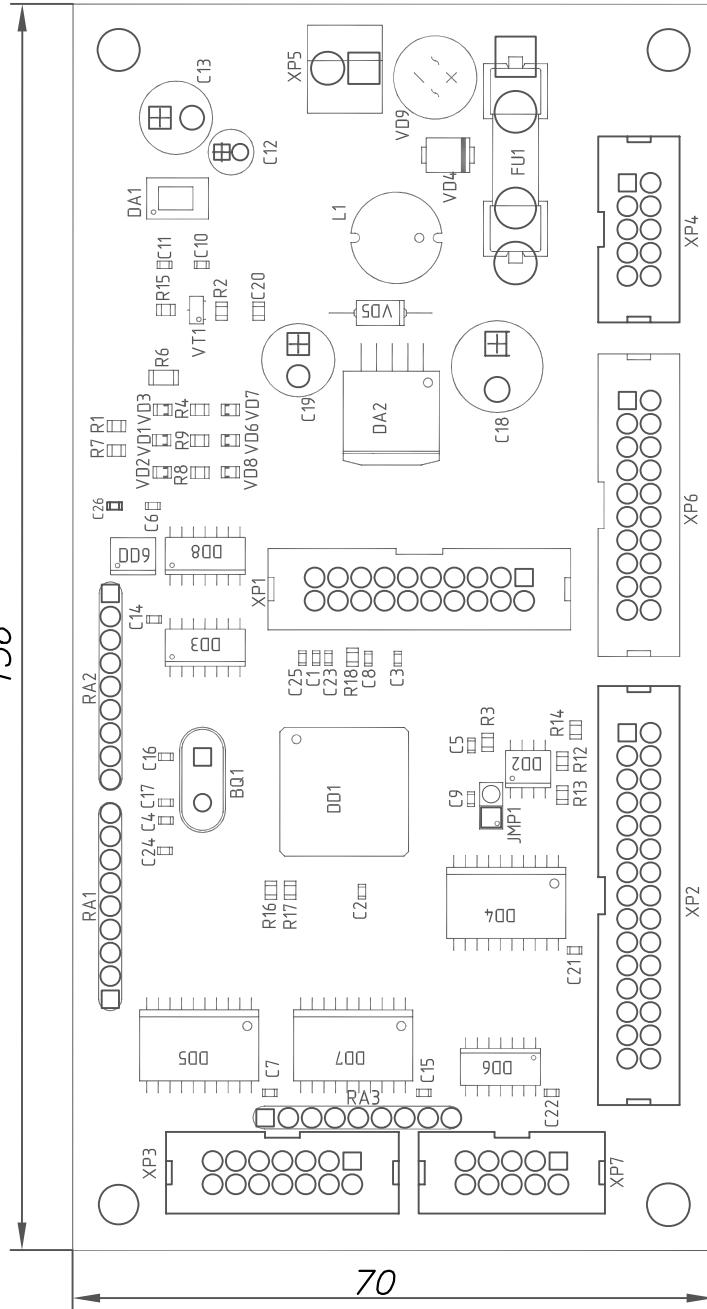 C13
XP5
VD9
C12
VD4
FU1
DA1
L1
XP4
C11
C10
R15
R2
C20
VT1
VD5
R6
C19
DA2
C18
VD3
R4
VD7
R1
VD1
R9
VD6
R7
VD2
R8
VD8
C26
C6
XP6
DD9
DD8
XP1
C14
DD3
RA2
C25
C1
C23
R18
C8
C3
C16
BQ1
DD1
C5
R3
DD2
R14
R12
R13
C17
C4
C24
C9
JMP1
RA1
R16
R17
C2
DD4
XP2
C21
DD5
DD7
DD6
C7
C15
C22
RA3
XP3
XP7
70